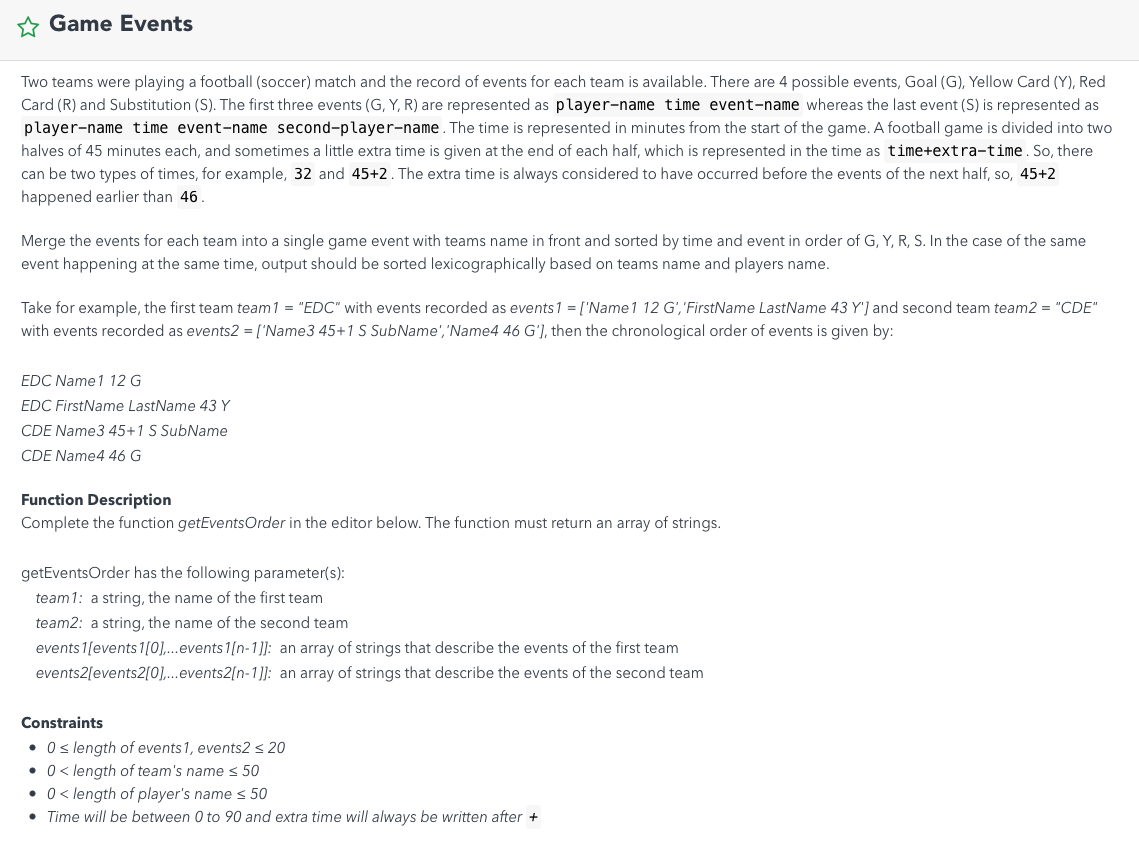 Game Events
Two teams were playing a football (soccer) match and the record of events for each team is available. There are 4 possible events, Goal (G), Yellow Card (Y), Red
Card (R) and Substitution (S). The first three events (G, Y, R) are represented as player-name time event-name whereas the last event (S) is represented as
player-name time event-name second-player-name. The time is represented in minutes from the start of the game. A football game is divided into two
halves of 45 minutes each, and sometimes a little extra time is given at the end of each half, which is represented in the time as time+extra-time. So, there
can be two types of times, for example, 32 and 45+2. The extra time is always considered to have occurred before the events of the next half, so, 45+2
happened earlier than 46.
Merge the events for each team into a single game event with teams name in front and sorted by time and event in order of G, Y, R, S. In the case of the same
event happening at the same time, output should be sorted lexicographically based on teams name and players name.
Take for example, the first team team1 = "EDC" with events recorded as events1 = ['Name1 12 G','FirstName LastName 43 Y'] and second team team2 = "CDE"
with events recorded as events2 = ['Name3 45+1 S SubName','Name4 46 G'], then the chronological order of events is given by:
EDC Name1 12 G
EDC FirstName LastName 43 Y
CDE Name3 45+1 S SubName
CDE Name4 46 G
Function Description
Complete the function getEventsOrder in the editor below. The function must return an array of strings.
getEventsOrder has the following parameter(s):
team1: a string, the name of the first team
team2: a string, the name of the second team
events1[events1[0],...events1[n-1]]: an array of strings that describe the events of the first team
events2[events2[0],...events2[n-1]]: an array of strings that describe the events of the second team
Constraints
• 0 ≤ length of events1, events2 ≤ 20
• 0 < length of team's name ≤ 50
• 0 < length of player's name ≤ 50
• Time will be between 0 to 90 and extra time will always be written after +